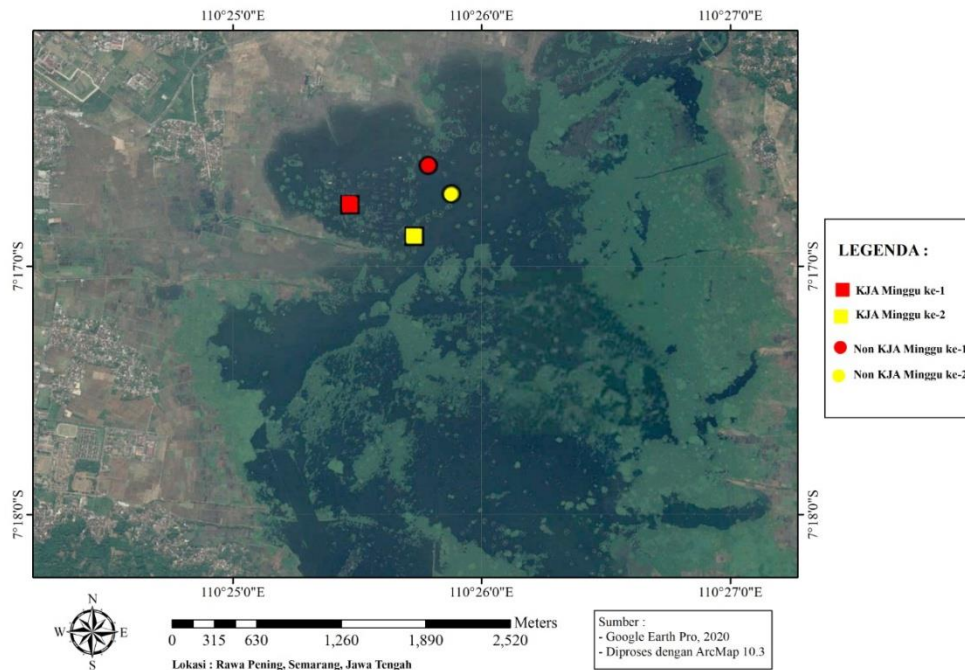 110°25'0"E 110°26'0"E 110°27'0"E
7°17'0"S 7°17'0"S
7°18'0"S 7°18'0"S
110°25'0"E 110°26'0"E 110°27'0"E
LEGENDA :
KJA Minggu ke-1
KJA Minggu ke-2
Non KJA Minggu ke-1
Non KJA Minggu ke-2
N
W E
S
Meters
0 315 630 1,260 1,890 2,520
Lokasi : Rawa Pening, Semarang, Jawa Tengah
Sumber :
- Google Earth Pro, 2020
- Diproses dengan ArcMap 10.3